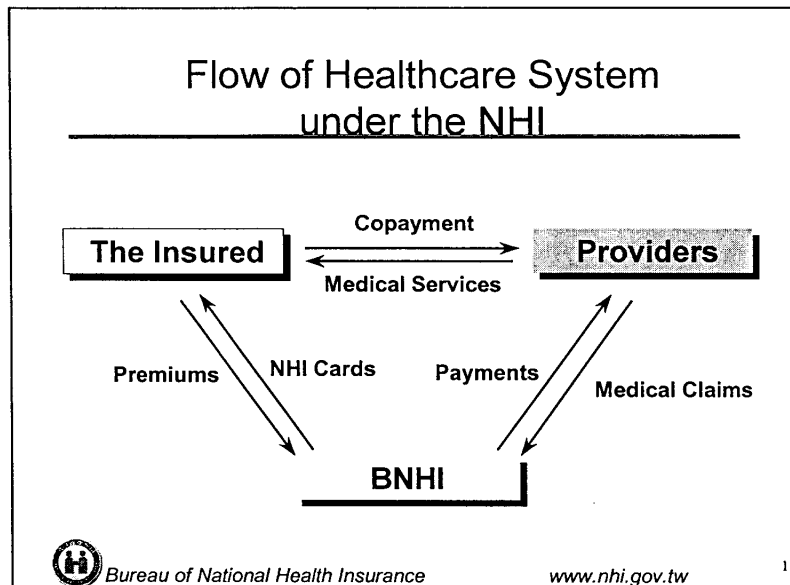 Flow of Healthcare System
under the NHI
Copayment
The Insured
Providers
Medical Services
Premiums
NHI Cards
Payments
Medical Claims
BNHI
Bureau of National Health Insurance
www.nhi.gov.tw
1